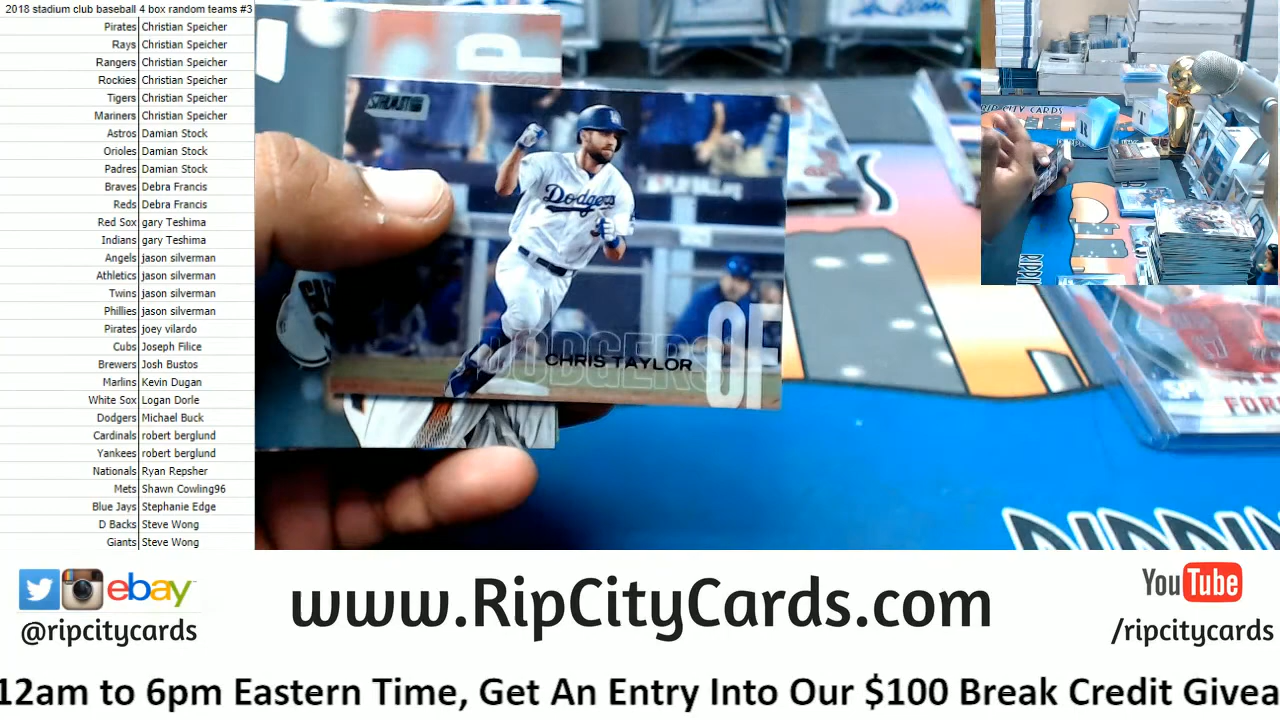 2018 stadium club baseball 4 box random teams #3
Pirates Christian Speicher
Rays Christian Speicher
Rangers Christian Speicher
Rockies Christian Speicher
Tigers Christian Speicher
Mariners Christian Speicher
Astros Damian Stock
Orioles Damian Stock
Padres Damian Stock
Braves Debra Francis
Reds Debra Francis
Red Sox gary Teshima
Indians gary Teshima
Angels jason silverman
Athletics jason silverman
Twins jason silverman
Phillies jason silverman
Pirates joey vilardo
Cubs Joseph Filice
Brewers Josh Bustos
Marlins Kevin Dugan
White Sox Logan Dorle
Dodgers Michael Buck
Cardinals robert berglund
Yankees robert berglund
Nationals Ryan Repsher
Mets Shawn Cowling96
Blue Jays Stephanie Edge
D Backs Steve Wong
Giants Steve Wong
P
Dodgers
DODGERS
CHRIS TAYLOR
OF
RIP CITY CARDS
R T
RIPPIN
FOR
RIPPIN
ebay
@ripcitycards
www.RipCityCards.com
YouTube
/ripcitycards
12am to 6pm Eastern Time, Get An Entry Into Our $100 Break Credit Givea